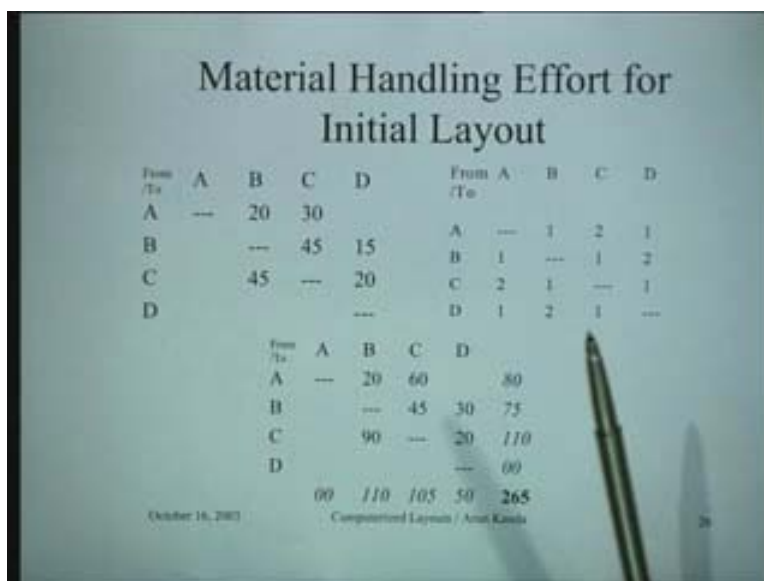 Material Handling Effort for
Initial Layout
From /To A B C D
A --- 20 30
B --- 45 15
C 45 --- 20
D ---
From /To A B C D
A --- 1 2 1
B 1 --- 1 2
C 2 1 --- 1
D 1 2 1 ---
From /To A B C D
A --- 20 60 80
B --- 45 30 75
C 90 --- 20 110
D --- 00
00 110 105 50 265
October 16, 2003 Computerized Layouts / Arun Kanda 26